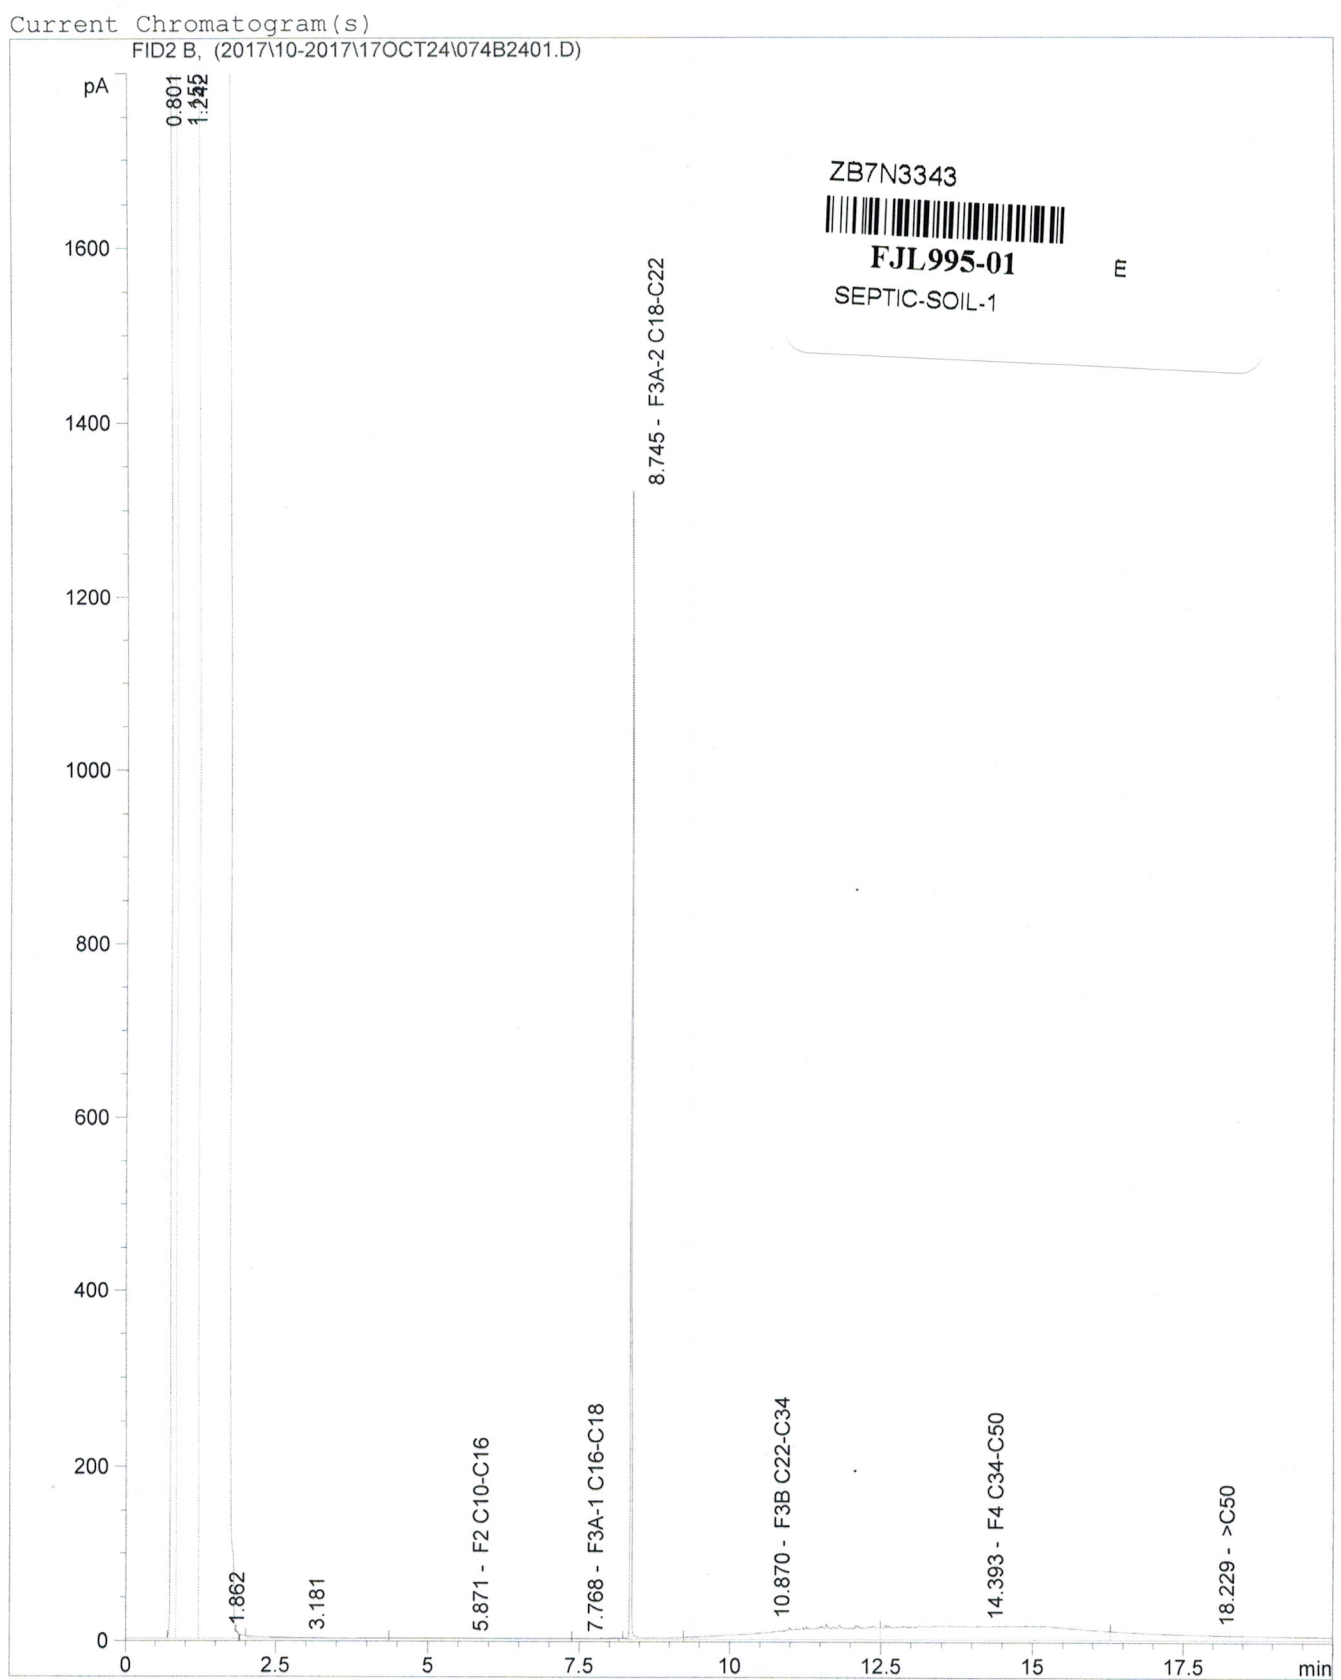 Current Chromatogram(s)
FID2 B, (2017\10-2017\17OCT24\074B2401.D)
pA
0.801
1.242
ZB7N3343
FJL995-01
E
SEPTIC-SOIL-1
8.745 - F3A-2 C18-C22
1600
1400
1200
1000
800
600
400
200
0
1.862
3.181
5.871 - F2 C10-C16
7.768 - F3A-1 C16-C18
10.870 - F3B C22-C34
14.393 - F4 C34-C50
18.229 - >C50
0 2.5 5 7.5 10 12.5 15 17.5 min